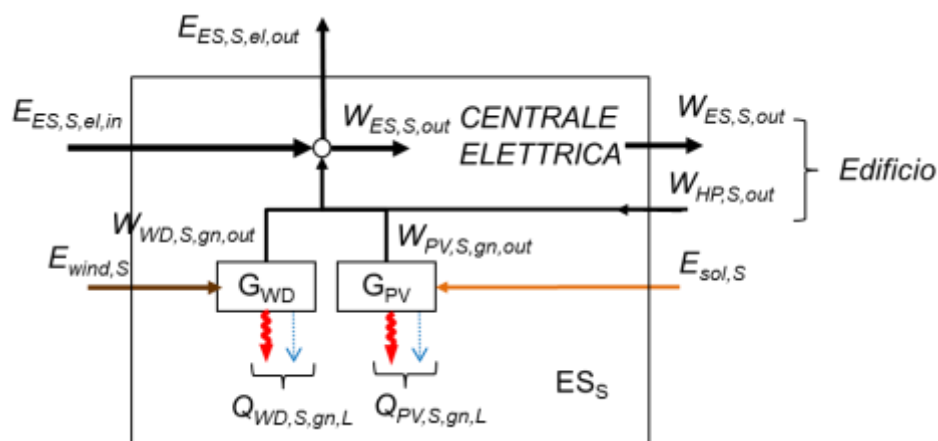 E_ES,S,el,out
E_ES,S,el,in
W_ES,S,out
CENTRALE
ELETTRICA
W_ES,S,out
Edificio
W_HP,S,out
W_WD,S,gn,out
W_PV,S,gn,out
E_wind,S
G_WD
G_PV
E_sol,S
Q_WD,S,gn,L
Q_PV,S,gn,L
ES_S